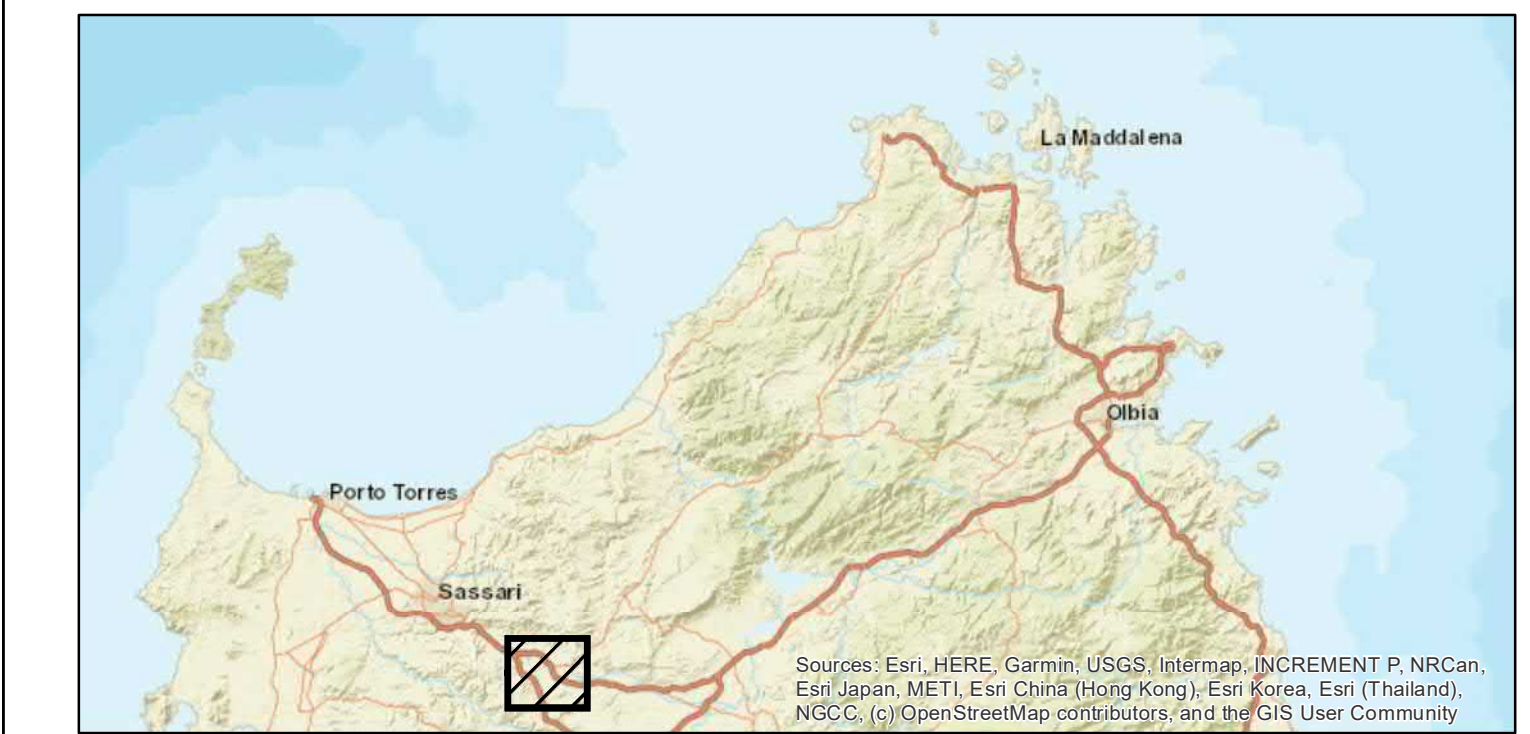 La Maddalena
Olbia
Porto Torres
Sassari
Sources: Esri, HERE, Garmin, USGS, Intermap, INCREMENT P, NRCan,
Esri Japan, METI, Esri China (Hong Kong), Esri Korea, Esri (Thailand),
NGCC, (c) OpenStreetMap contributors, and the GIS User Community